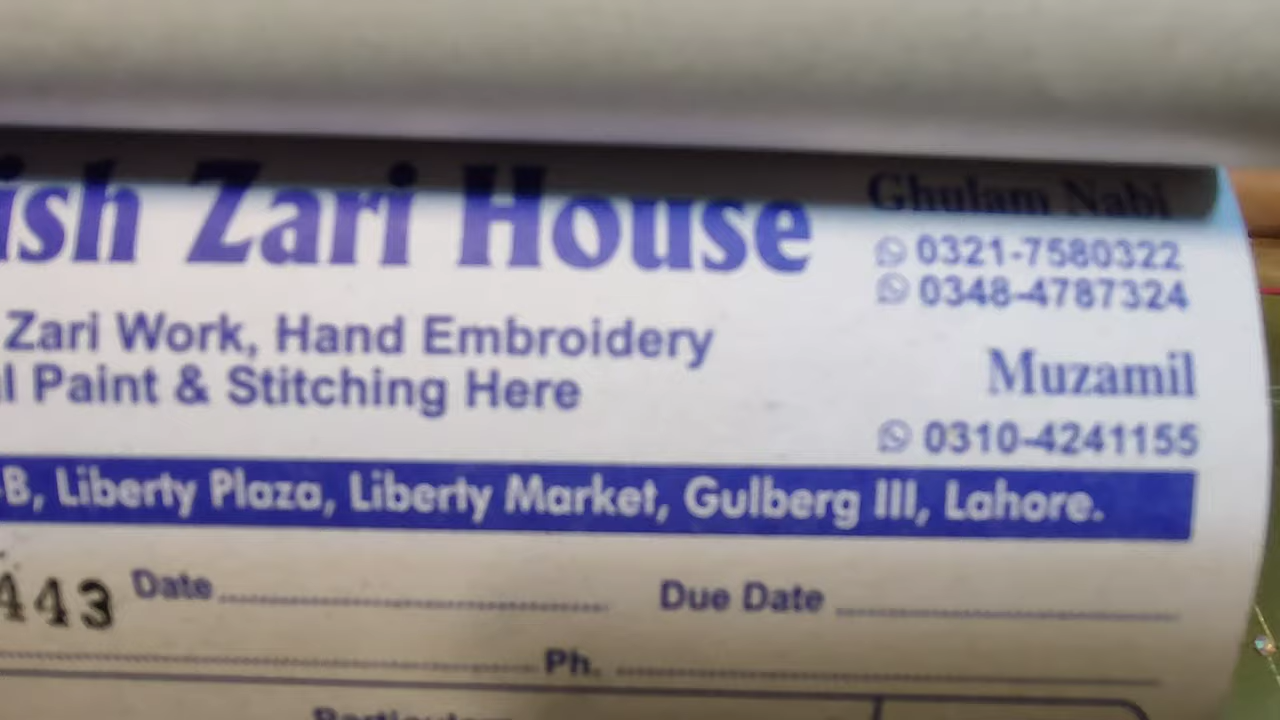 ish Zari House
Ghulam Nabi
0321-7580322
0348-4787324
Zari Work, Hand Embroidery
l Paint & Stitching Here
Muzamil
0310-4241155
-B, Liberty Plaza, Liberty Market, Gulberg III, Lahore.
443 Date Due Date
Ph.
Particulars